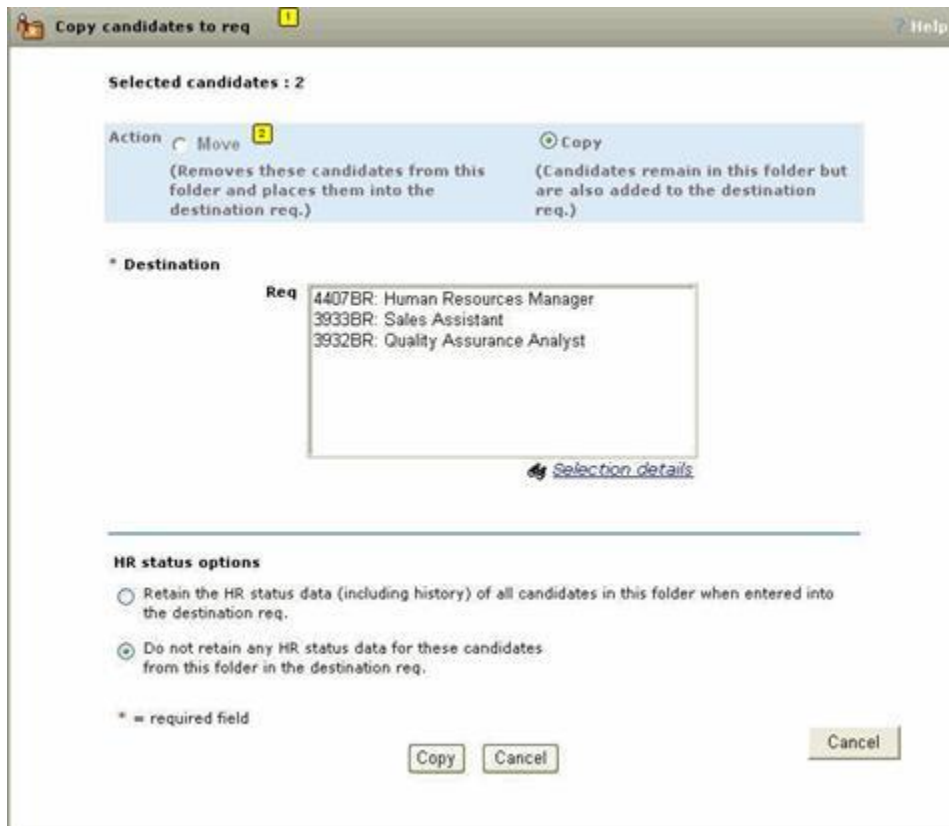 Copy candidates to req 1 ? Help
Selected candidates : 2
Action Move 2 Copy
(Removes these candidates from this (Candidates remain in this folder but
folder and places them into the are also added to the destination
destination req.) req.)
* Destination
Req 4407BR: Human Resources Manager
3933BR: Sales Assistant
3932BR: Quality Assurance Analyst
Selection details
HR status options
Retain the HR status data (including history) of all candidates in this folder when entered into
the destination req.
Do not retain any HR status data for these candidates
from this folder in the destination req.
* = required field
Copy Cancel Cancel